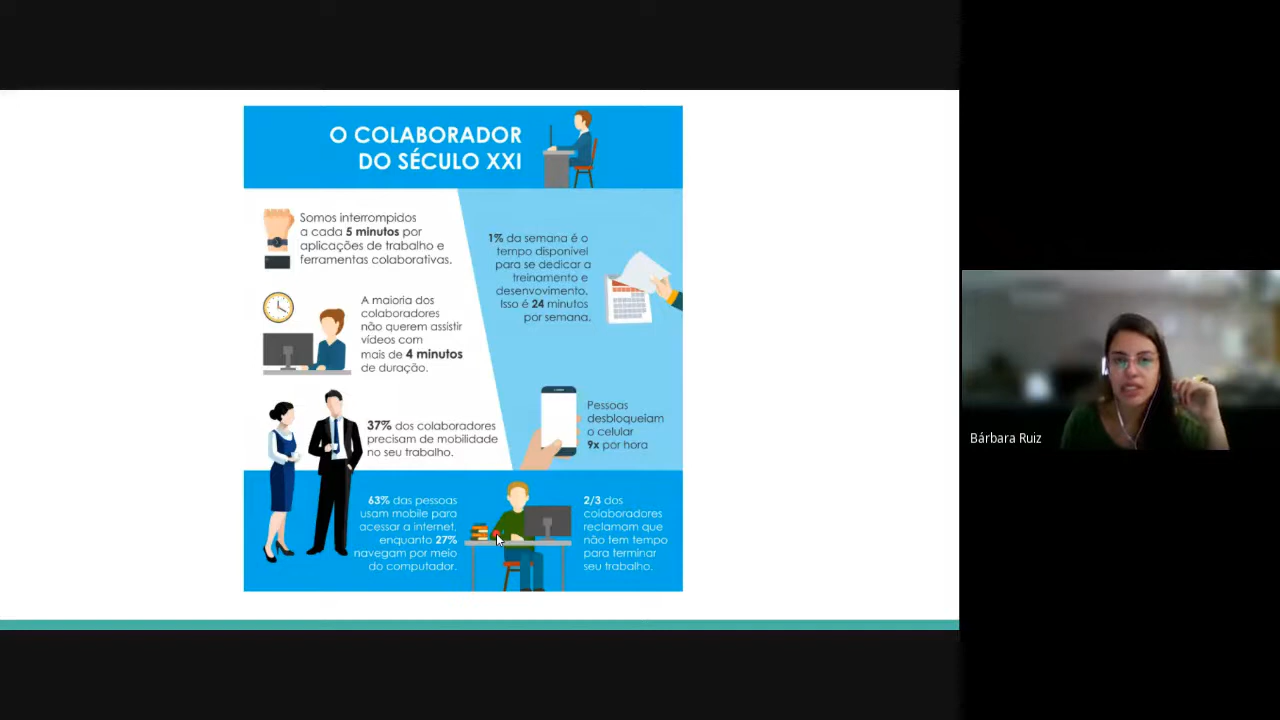 O COLABORADOR
DO SÉCULO XXI
Somos interrompidos
a cada 5 minutos por
aplicações de trabalho e
ferramentas colaborativas.
A maioria dos
colaboradores
não querem assistir
vídeos com
mais de 4 minutos
de duração.
37% dos colaboradores
precisam de mobilidade
no seu trabalho.
1% da semana é o
tempo disponível
para se dedicar a
treinamento e
desenvovimento.
Isso é 24 minutos
por semana.
Pessoas
desbloqueiam
o celular
9x por hora
63% das pessoas
usam mobile para
acessar a internet,
enquanto 27%
navegam por meio
do computador.
2/3 dos
colaboradores
reclamam que
não tem tempo
para terminar
seu trabalho.
Bárbara Ruiz